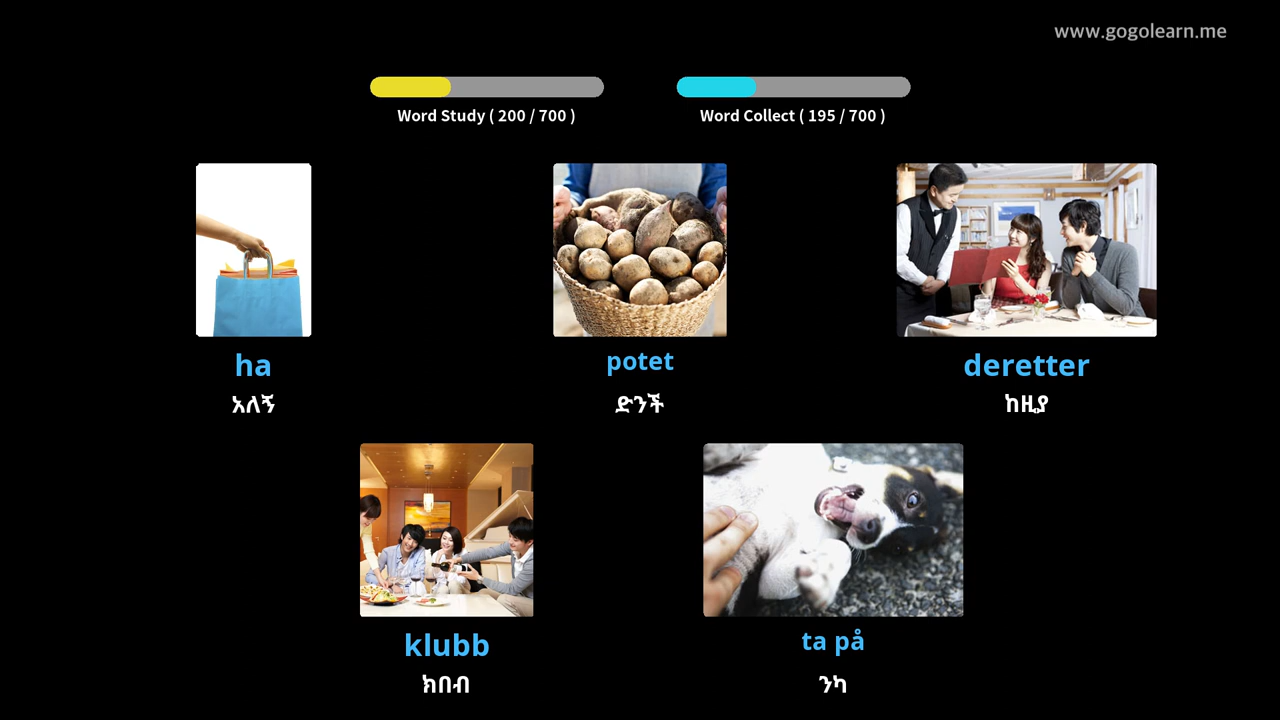 www.gogolearn.me
Word Study ( 200 / 700 )
Word Collect ( 195 / 700 )
ha
አለኝ
potet
ድንች
deretter
ከዚያ
klubb
ክበብ
ta på
ንካ